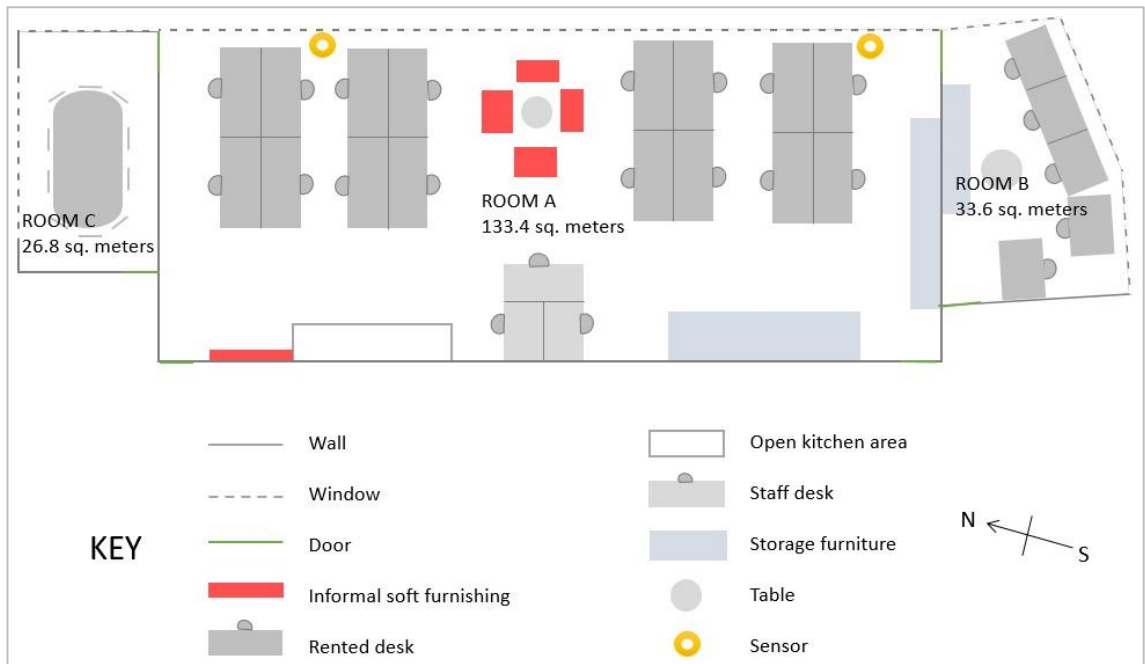 ROOM C
26.8 sq. meters
ROOM A
133.4 sq. meters
ROOM B
33.6 sq. meters
KEY
Wall
Window
Door
Informal soft furnishing
Rented desk
Open kitchen area
Staff desk
Storage furniture
Table
Sensor
N
S